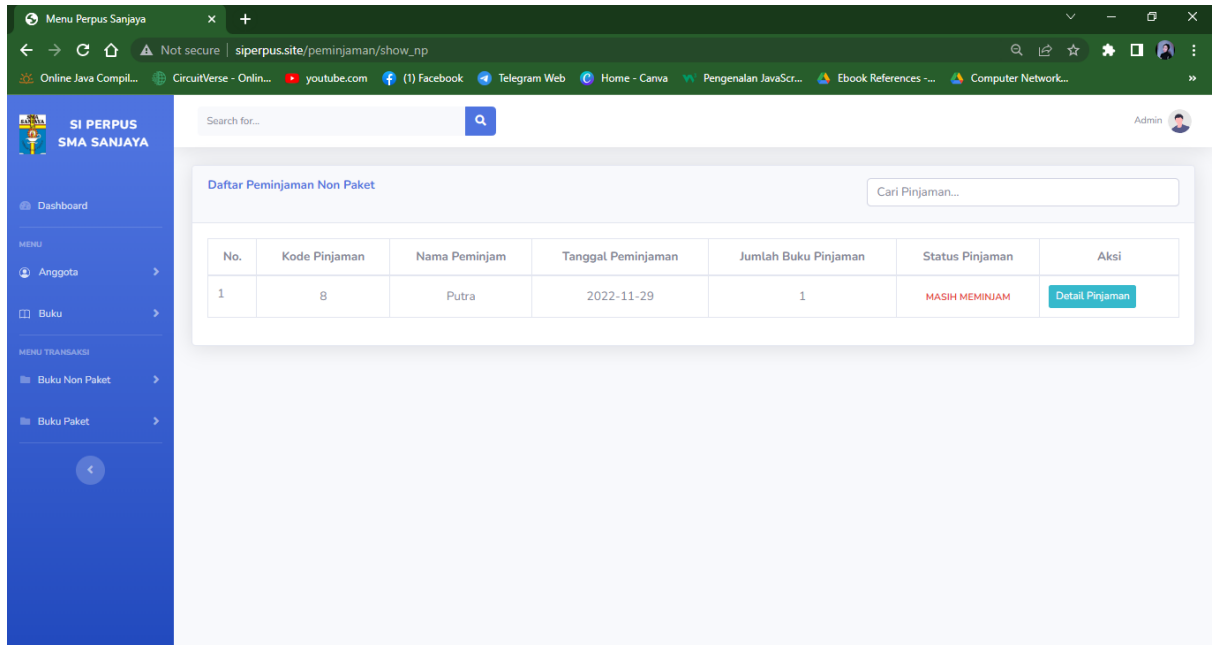 Menu Perpus Sanjaya
Not secure | siperpus.site/peminjaman/show_np
Online Java Compil... CircuitVerse - Onlin... youtube.com (1) Facebook Telegram Web Home - Canva Pengenalan JavaScr... Ebook References -... Computer Network... »
SI PERPUS
SMA SANJAYA
Search for...
Admin
Dashboard
MENU
Anggota
Buku
MENU TRANSAKSI
Buku Non Paket
Buku Paket
Daftar Peminjaman Non Paket
Cari Pinjaman...
No. Kode Pinjaman Nama Peminjam Tanggal Peminjaman Jumlah Buku Pinjaman Status Pinjaman Aksi
1 8 Putra 2022-11-29 1 MASIH MEMINJAM Detail Pinjaman